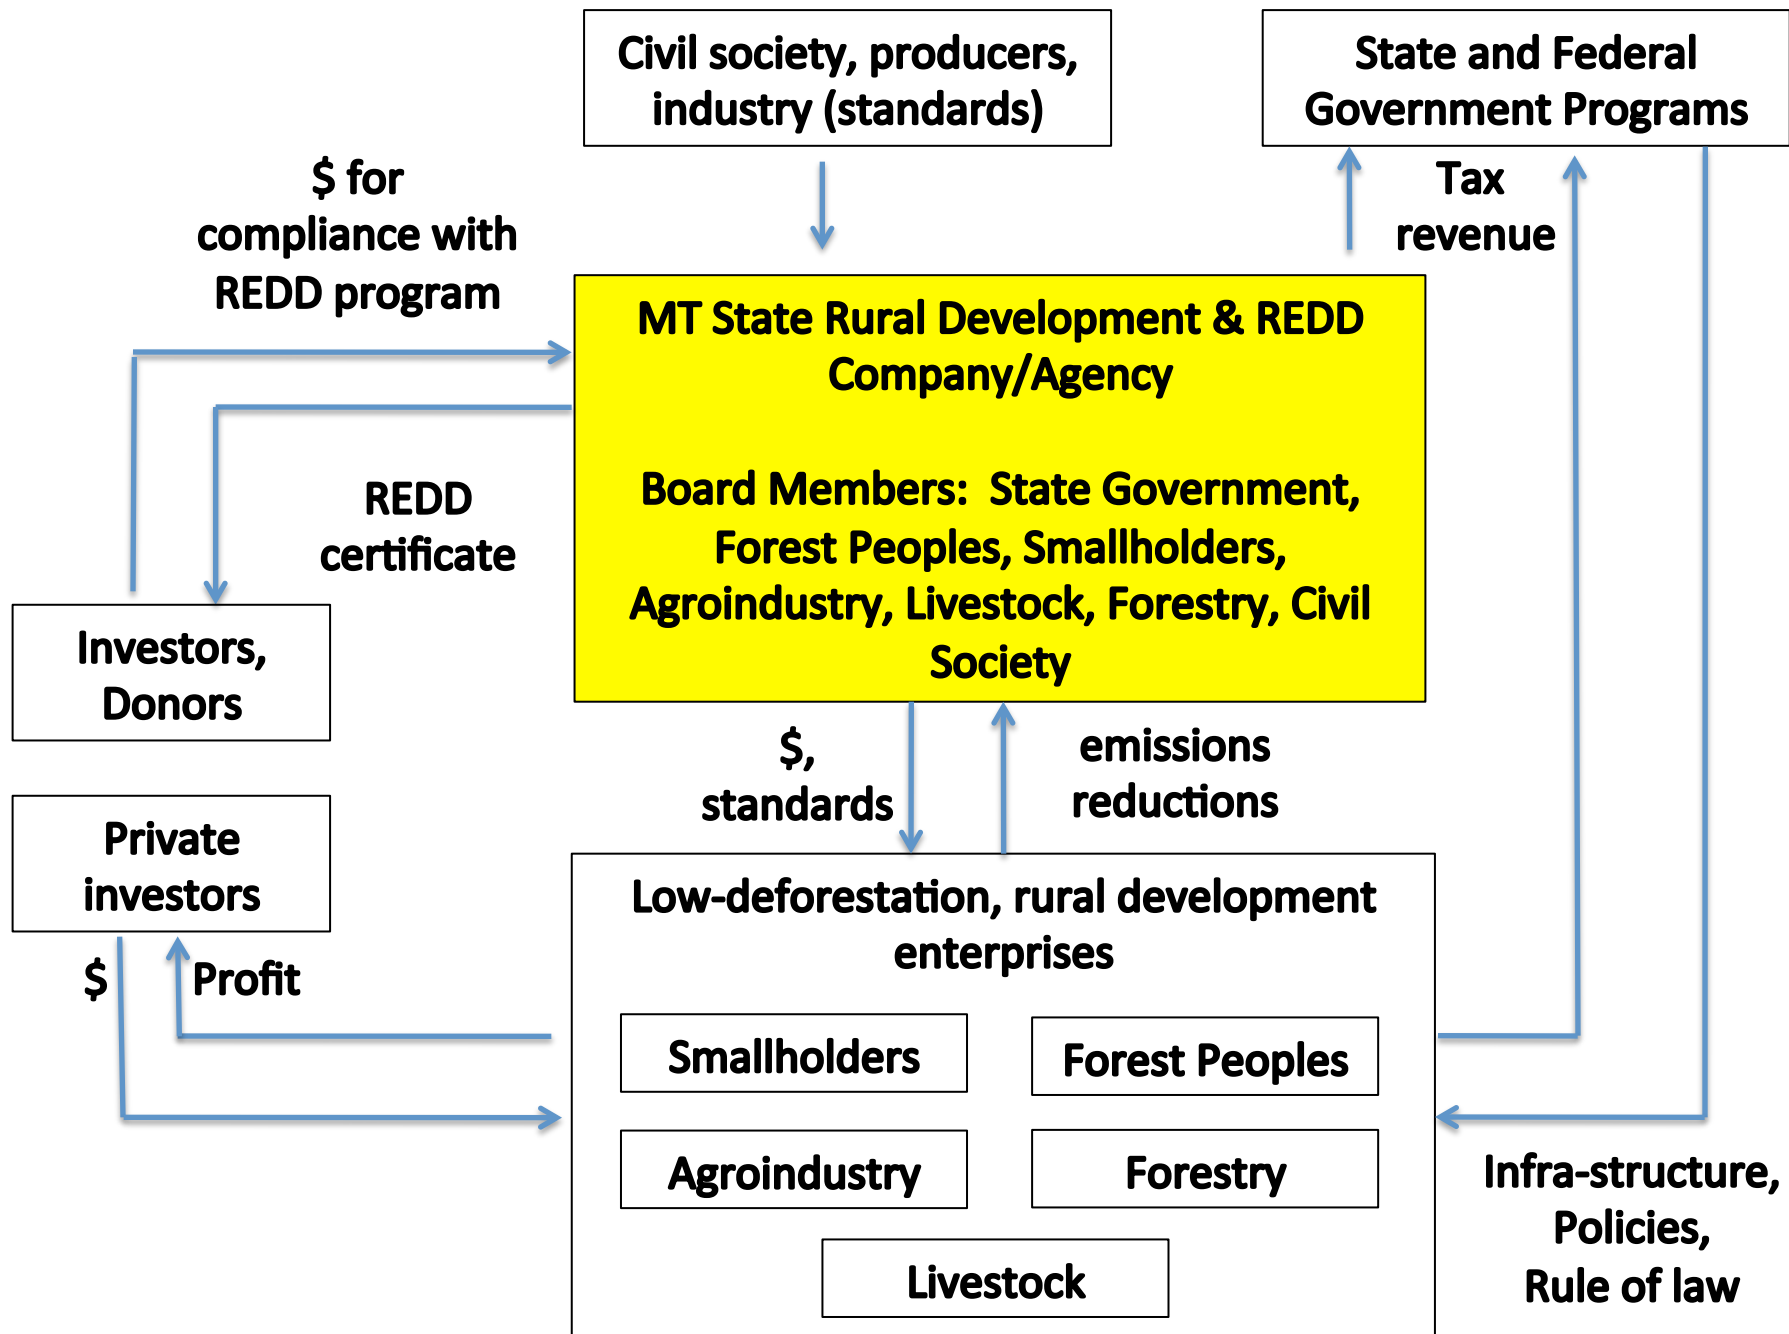 Civil society, producers,
industry (standards)
State and Federal
Government Programs
$ for
compliance with
REDD program
Tax
revenue
MT State Rural Development & REDD
Company/Agency
Board Members:  State Government,
Forest Peoples, Smallholders,
Agroindustry, Livestock, Forestry, Civil
Society
REDD
certificate
Investors,
Donors
$,
standards
emissions
reductions
Private
investors
$
Profit
Low-deforestation, rural development
enterprises
Smallholders
Forest Peoples
Agroindustry
Forestry
Livestock
Infra-structure,
Policies,
Rule of law